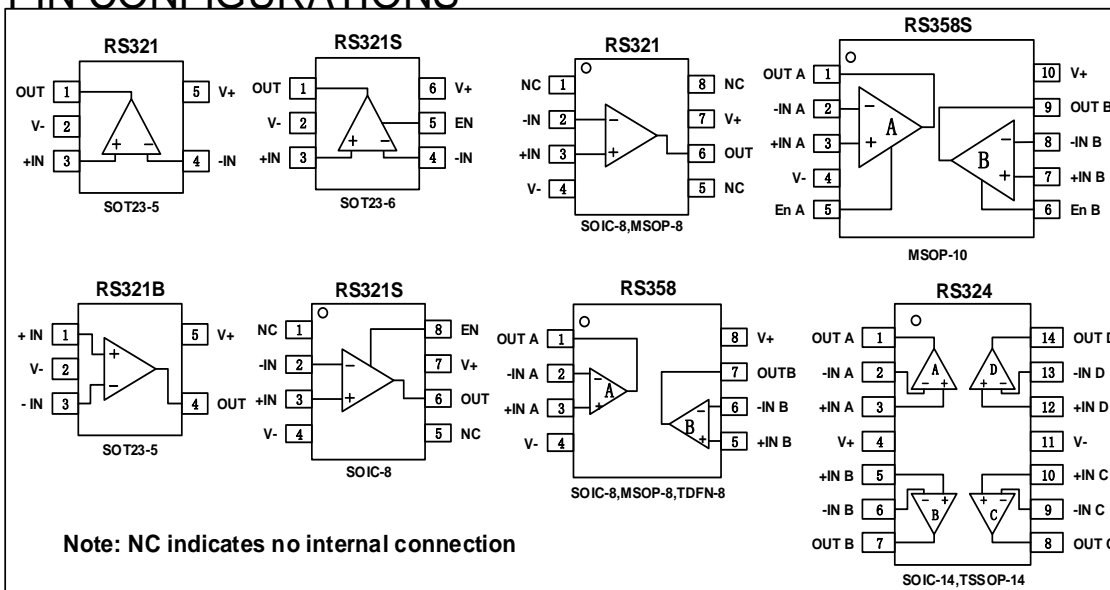 PIN CONFIGURATIONS
RS321
OUT 1
V- 2
+IN 3
5 V+
4 -IN
+ −
SOT23-5
RS321S
OUT 1
V- 2
+IN 3
6 V+
5 EN
4 -IN
+ −
SOT23-6
RS321
NC 1
-IN 2
+IN 3
V- 4
8 NC
7 V+
6 OUT
5 NC
−
+
SOIC-8,MSOP-8
RS358S
OUT A 1
-IN A 2
+IN A 3
V- 4
En A 5
10 V+
9 OUT B
8 -IN B
7 +IN B
6 En B
− A +
− B +
MSOP-10
RS321B
+ IN 1
V- 2
- IN 3
5 V+
4 OUT
+
−
SOT23-5
RS321S
NC 1
-IN 2
+IN 3
V- 4
8 EN
7 V+
6 OUT
5 NC
−
+
SOIC-8
RS358
OUT A 1
-IN A 2
+IN A 3
V- 4
8 V+
7 OUTB
6 -IN B
5 +IN B
− A +
− B +
SOIC-8,MSOP-8,TDFN-8
RS324
OUT A 1
-IN A 2
+IN A 3
V+ 4
+IN B 5
-IN B 6
OUT B 7
14 OUT D
13 -IN D
12 +IN D
11 V-
10 +IN C
9 -IN C
8 OUT C
A − +
D + −
− + B
+ − C
SOIC-14,TSSOP-14
Note: NC indicates no internal connection